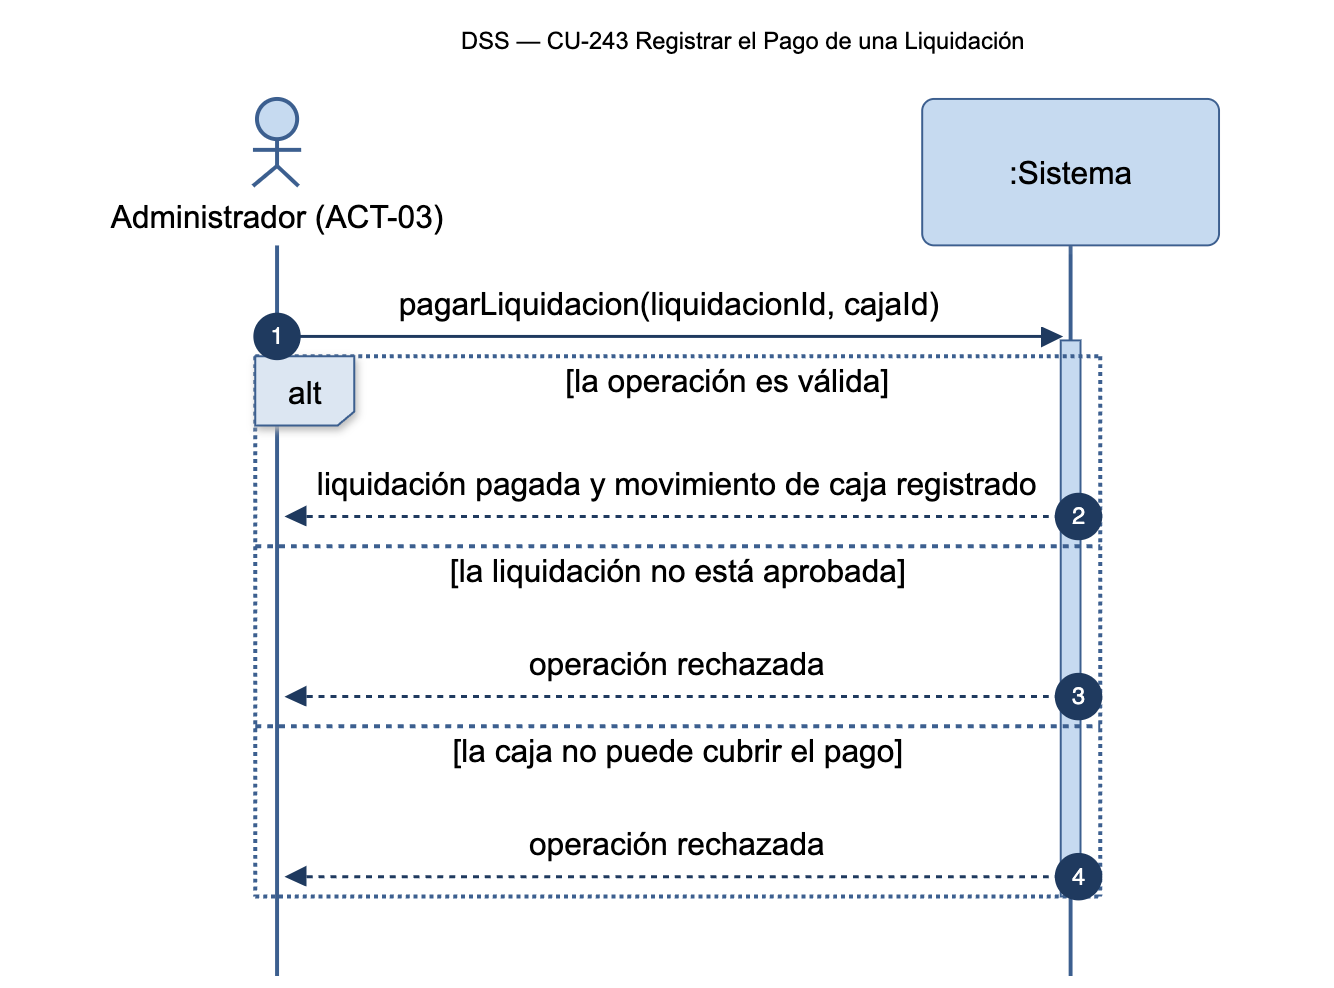 DSS — CU-243 Registrar el Pago de una Liquidación
Administrador (ACT-03)
:Sistema
pagarLiquidacion(liquidacionId, cajaId)
1
alt
[la operación es válida]
liquidación pagada y movimiento de caja registrado
2
[la liquidación no está aprobada]
operación rechazada
3
[la caja no puede cubrir el pago]
operación rechazada
4